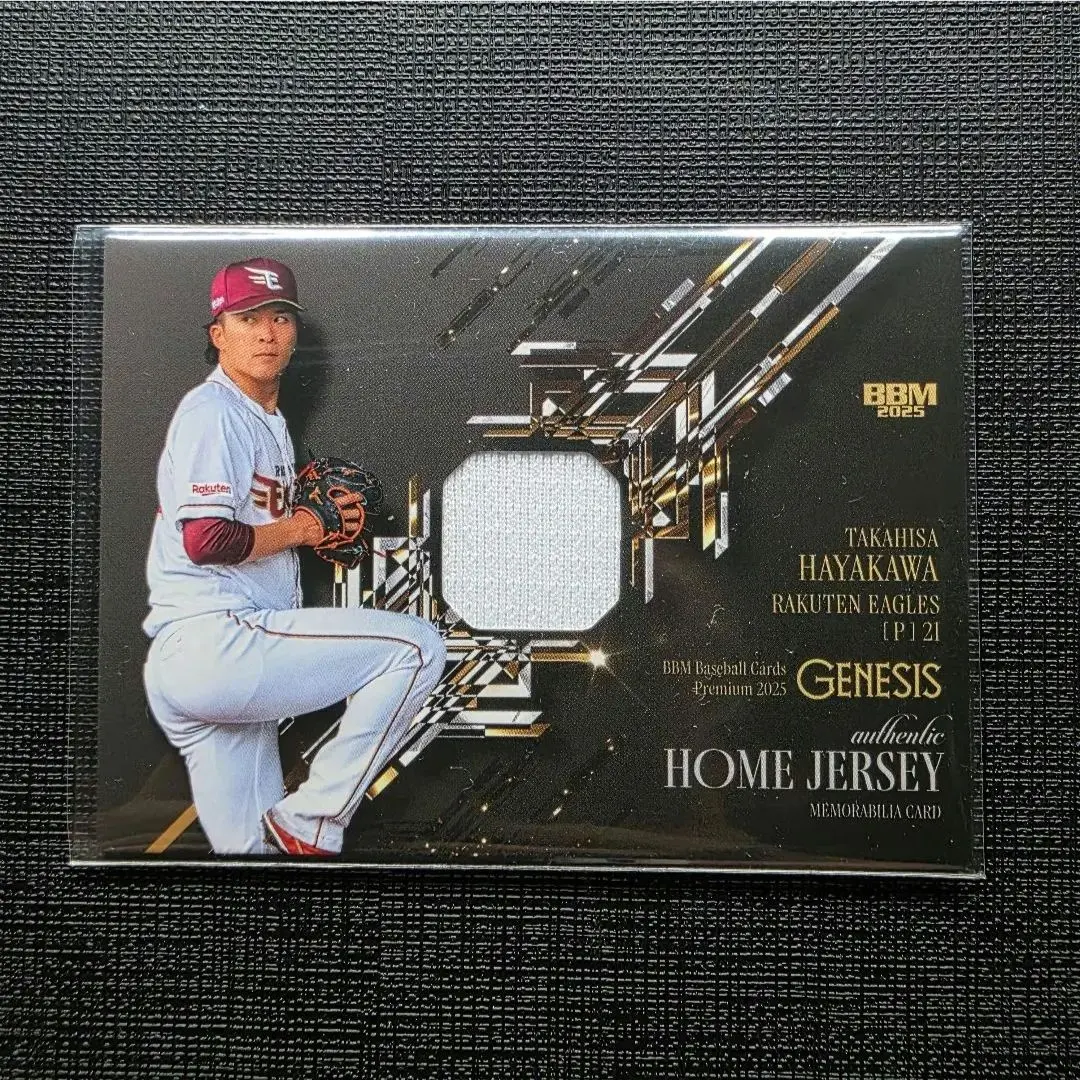 E
Rakuten
E
BBM
2025
TAKAHISA
HAYAKAWA
RAKUTEN EAGLES
[P] 21
BBM Baseball Cards
Premium 2025
GENESIS
authentic
HOME JERSEY
MEMORABILIA CARD